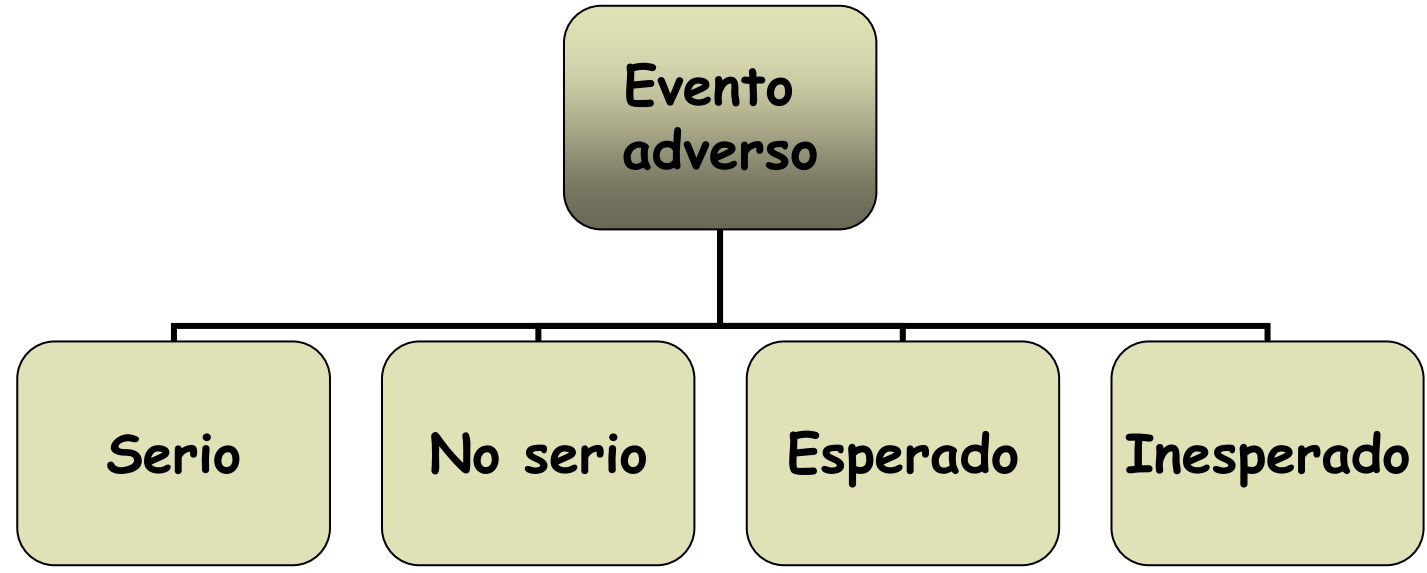 Evento
adverso
Serio
No serio
Esperado
Inesperado